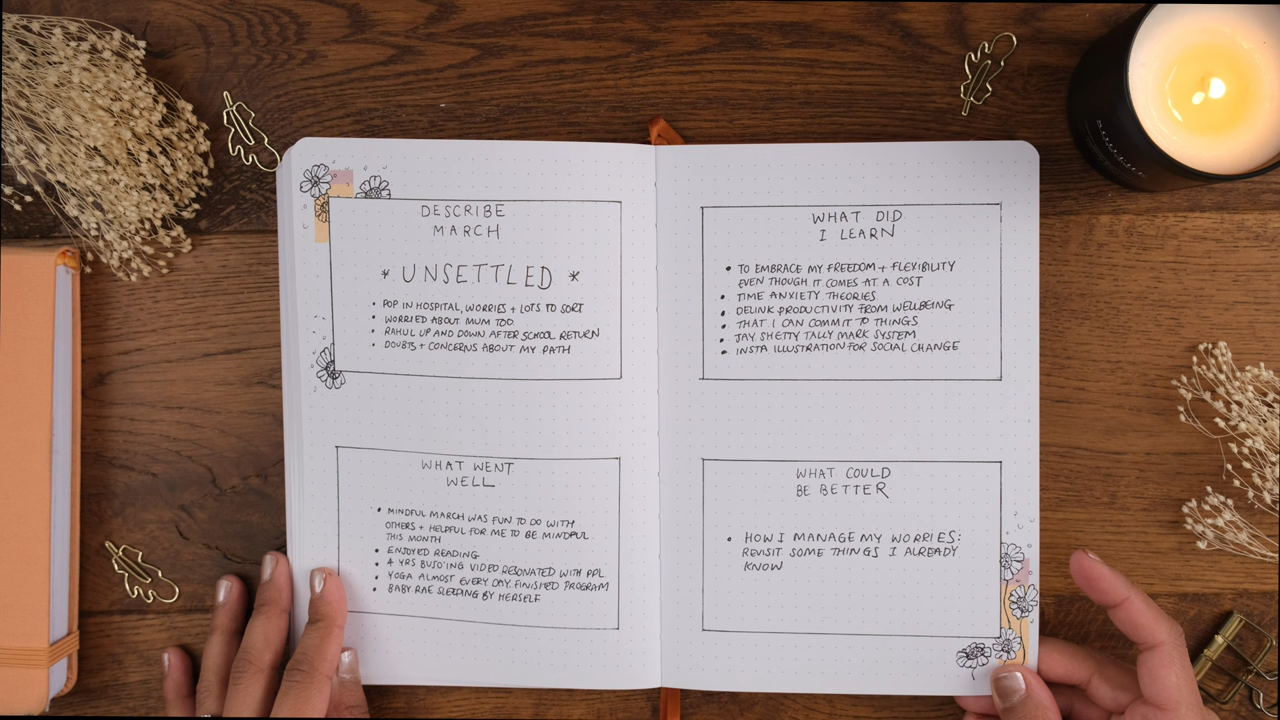 DESCRIBE
MARCH
* UNSETTLED *
• POP IN HOSPITAL, WORRIES + LOTS TO SORT
• WORRIED ABOUT MUM TOO
• RAHUL UP AND DOWN AFTER SCHOOL RETURN
• DOUBTS + CONCERNS ABOUT MY PATH
WHAT WENT
WELL
• MINDFUL MARCH WAS FUN TO DO WITH
OTHERS + HELPFUL FOR ME TO BE MINDFUL
THIS MONTH
• ENJOYED READING
• 4 YRS BUJO'ING VIDEO RESONATED WITH PPL
• YOGA ALMOST EVERY DAY. FINISHED PROGRAM
• BABY RAE SLEEPING BY HERSELF
WHAT DID
I LEARN
• TO EMBRACE MY FREEDOM + FLEXIBILITY
EVEN THOUGH IT COMES AT A COST
• TIME ANXIETY THEORIES
• DELINK PRODUCTIVITY FROM WELLBEING
• THAT I CAN COMMIT TO THINGS
• JAY SHETTY TALLY MARK SYSTEM
• INSTA ILLUSTRATION FOR SOCIAL CHANGE
WHAT COULD
BE BETTER
• HOW I MANAGE MY WORRIES:
REVISIT SOME THINGS I ALREADY
KNOW